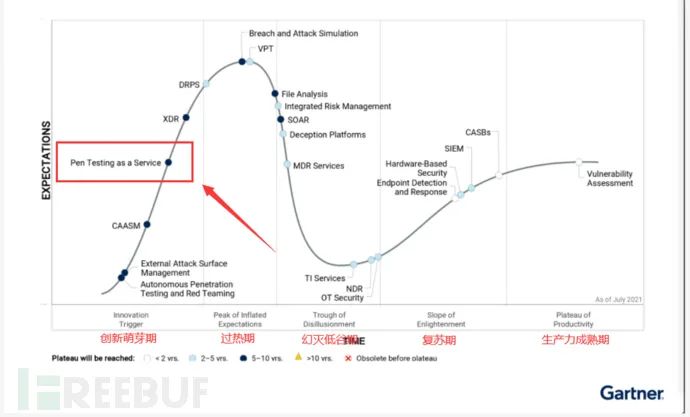 Breach and Attack Simulation
VPT
DRPS
File Analysis
Integrated Risk Management
XDR
SOAR
Deception Platforms
CASBs
SIEM
Pen Testing as a Service
MDR Services
Hardware-Based
Security
Endpoint Detection
and Response
Vulnerability
Assessment
EXPECTATIONS
CAASM
External Attack Surface
Management
Autonomous Penetration
Testing and Red Teaming
TI Services
NDR
OT Security
As of July 2021
Innovation
Trigger
Peak of Inflated
Expectations
Trough of
Disillusionment
Slope of
Enlightenment
Plateau of
Productivity
创新萌芽期
过热期
幻灭低谷期
复苏期
生产力成熟期
TIME
Plateau will be reached:
< 2 yrs.
2–5 yrs.
5–10 yrs.
>10 yrs.
Obsolete before plateau
FREEBUF
Gartner